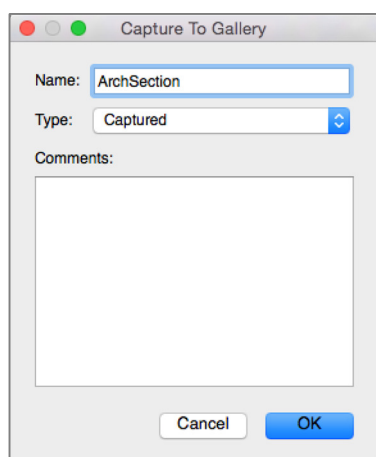 Capture To Gallery
Name: ArchSection
Type: Captured
Comments:
Cancel OK